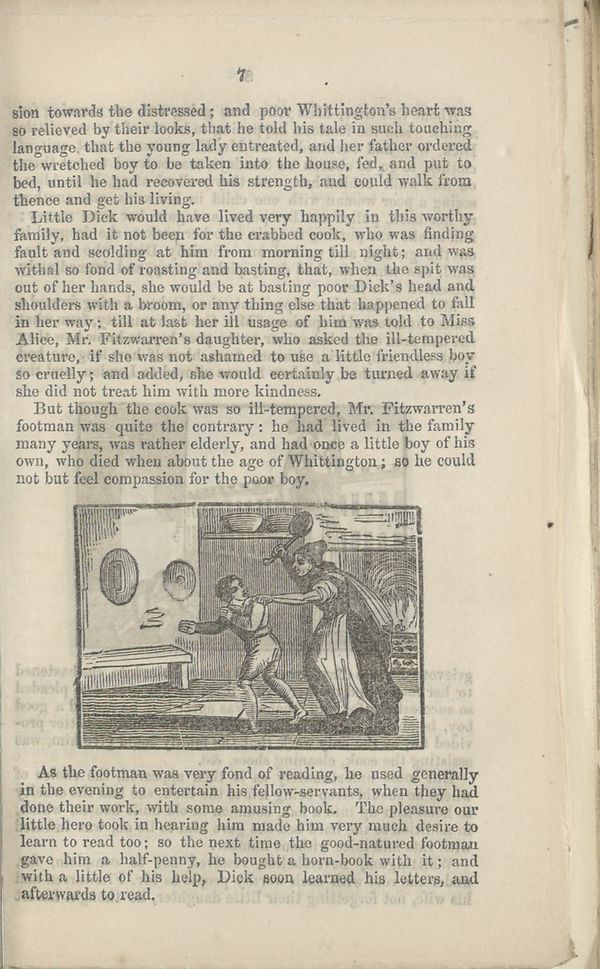 7
sion towards the distressed; and poor Whittington's heart was
so relieved by their looks, that he told his tale in such touching
language, that the young lady entreated, and her father ordered
the wretched boy to be taken into the house, fed, and put to
bed, until he had recovered his strength, and could walk from
thence and get his living.
Little Dick would have lived very happily in this worthy
family, had it not been for the crabbed cook, who was finding
fault and scolding at him from morning till night; and was
withal so fond of roasting and basting, that, when the spit was
out of her hands, she would be at basting poor Dick's head and
shoulders with a broom, or any thing else that happened to fall
in her way; till at last her ill usage of him was told to Miss
Alice, Mr. Fitzwarren's daughter, who asked the ill-tempered
creature, if she was not ashamed to use a little friendless boy
so cruelly; and added, she would certainly be turned away if
she did not treat him with more kindness.
But though the cook was so ill-tempered, Mr. Fitzwarren's
footman was quite the contrary: he had lived in the family
many years, was rather elderly, and had once a little boy of his
own, who died when about the age of Whittington; so he could
not but feel compassion for the poor boy.
As the footman was very fond of reading, he used generally
in the evening to entertain his fellow-servants, when they had
done their work, with some amusing book. The pleasure our
little hero took in hearing him made him very much desire to
learn to read too; so the next time the good-natured footman
gave him a half-penny, he bought a horn-book with it; and
with a little of his help, Dick soon learned his letters, and
afterwards to read.